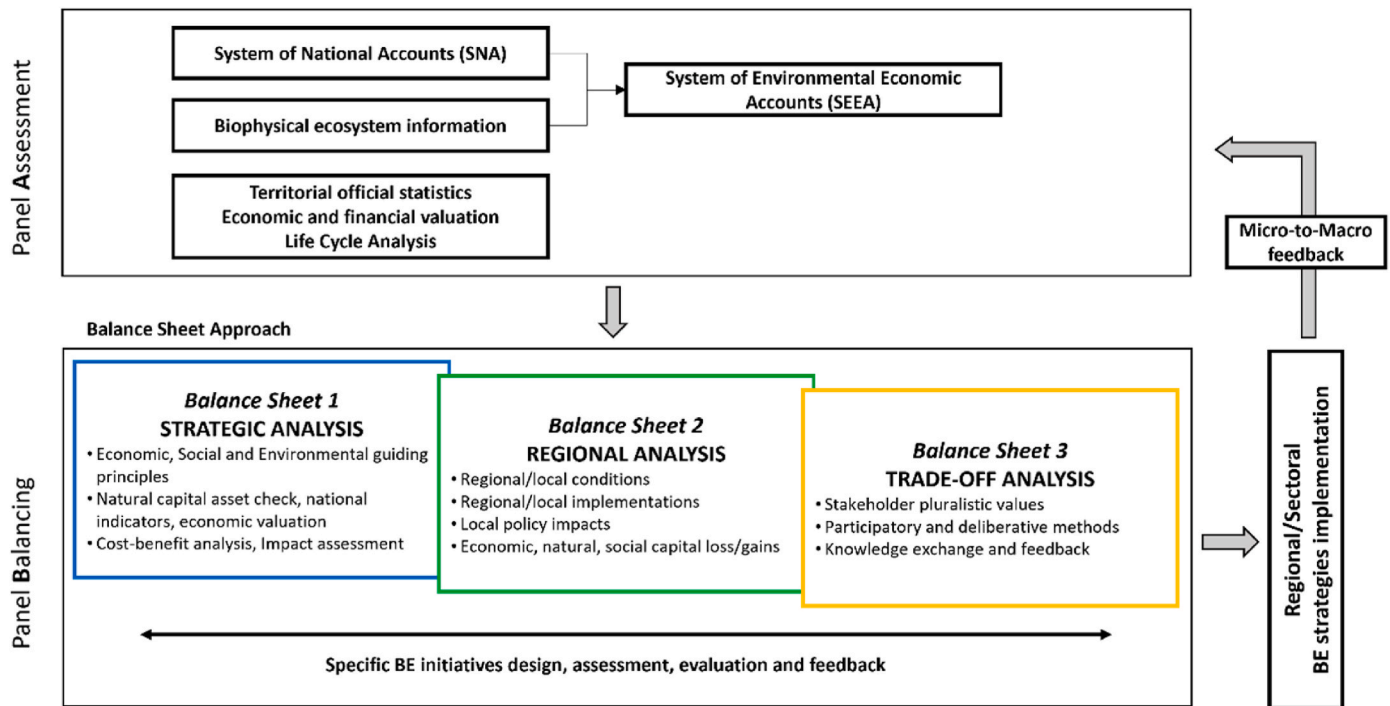 Panel Assessment
System of National Accounts (SNA)
Biophysical ecosystem information
System of Environmental Economic
Accounts (SEEA)
Territorial official statistics
Economic and financial valuation
Life Cycle Analysis
Micro-to-Macro
feedback
Panel Balancing
Balance Sheet Approach
Balance Sheet 1
STRATEGIC ANALYSIS
• Economic, Social and Environmental guiding
principles
• Natural capital asset check, national
indicators, economic valuation
• Cost-benefit analysis, Impact assessment
Balance Sheet 2
REGIONAL ANALYSIS
• Regional/local conditions
• Regional/local implementations
• Local policy impacts
• Economic, natural, social capital loss/gains
Balance Sheet 3
TRADE-OFF ANALYSIS
• Stakeholder pluralistic values
• Participatory and deliberative methods
• Knowledge exchange and feedback
Specific BE initiatives design, assessment, evaluation and feedback
Regional/Sectoral
BE strategies implementation